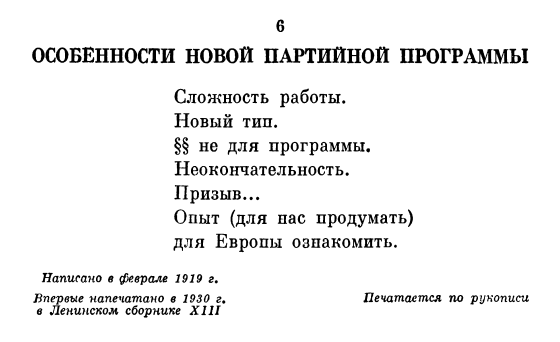 6
ОСОБЕННОСТИ НОВОЙ ПАРТИЙНОЙ ПРОГРАММЫ
Сложность работы.
Новый тип.
§§ не для программы.
Неокончательность.
Призыв...
Опыт (для нас продумать)
для Европы ознакомить.
Написано в феврале 1919 г.
Впервые напечатано в 1930 г.
в Ленинском сборнике XIII
Печатается по рукописи